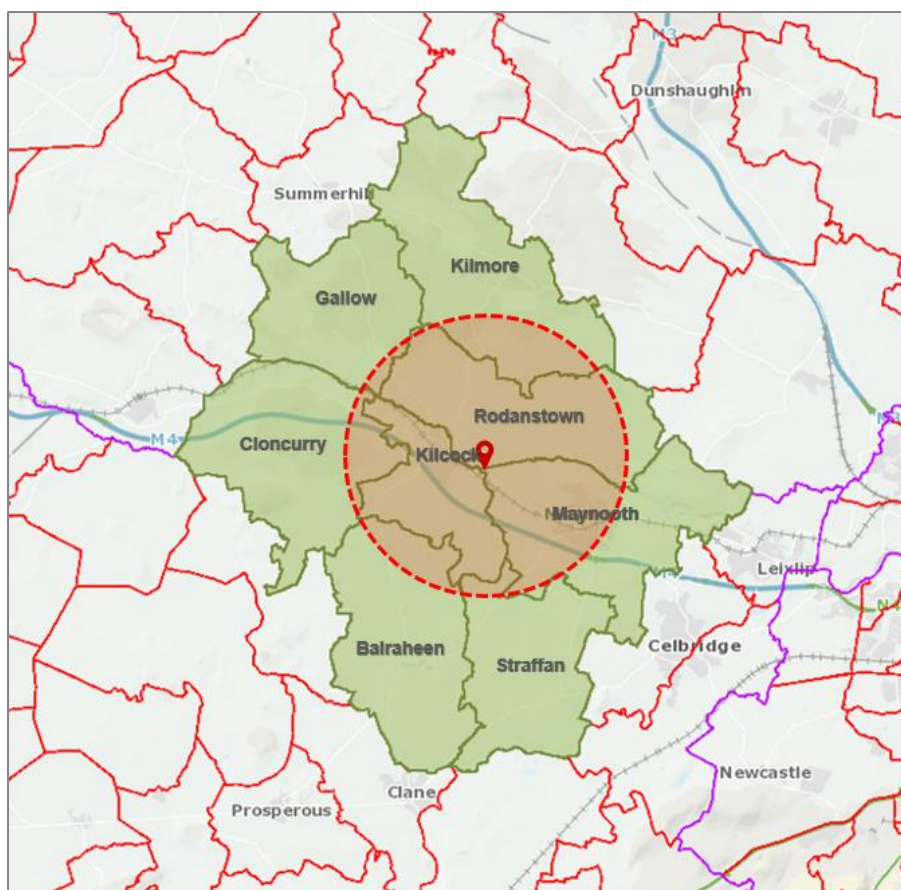 M3
Dunshaughlin
Summerhill
Kilmore
Gallow
M4
Cloncurry
Rodanstown
Kilcock
Maynooth
Leixlip
Balraheen
Straffan
Celbridge
Newcastle
Clane
Prosperous